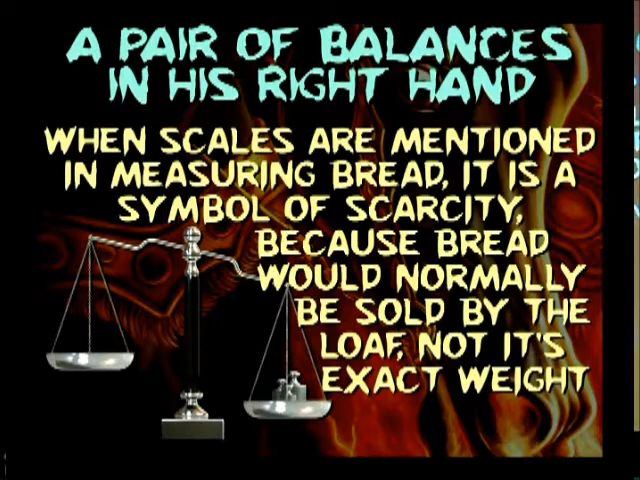 A PAIR OF BALANCES
IN HIS RIGHT HAND
WHEN SCALES ARE MENTIONED
IN MEASURING BREAD, IT IS A
SYMBOL OF SCARCITY,
BECAUSE BREAD
WOULD NORMALLY
BE SOLD BY THE
LOAF, NOT IT'S
EXACT WEIGHT